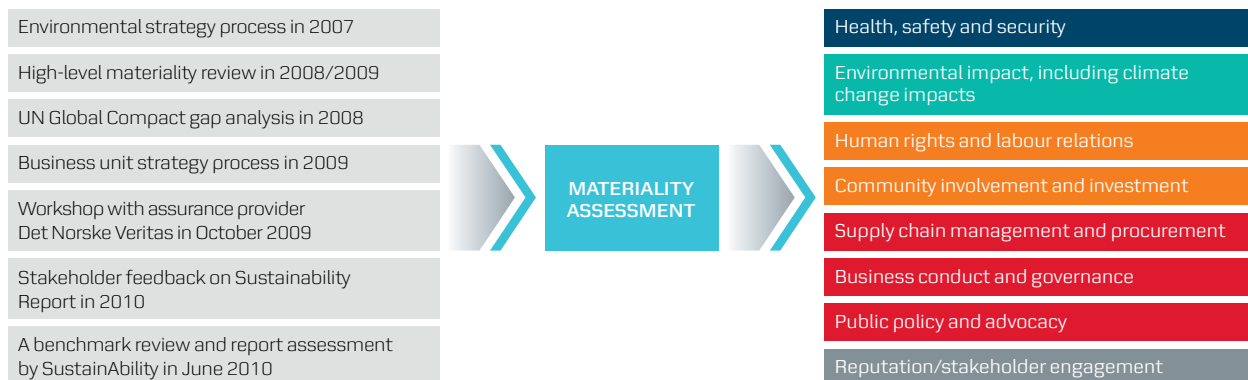 Environmental strategy process in 2007
High-level materiality review in 2008/2009
UN Global Compact gap analysis in 2008
Business unit strategy process in 2009
Workshop with assurance provider
Det Norske Veritas in October 2009
Stakeholder feedback on Sustainability
Report in 2010
A benchmark review and report assessment
by SustainAbility in June 2010
MATERIALITY
ASSESSMENT
Health, safety and security
Environmental impact, including climate
change impacts
Human rights and labour relations
Community involvement and investment
Supply chain management and procurement
Business conduct and governance
Public policy and advocacy
Reputation/stakeholder engagement